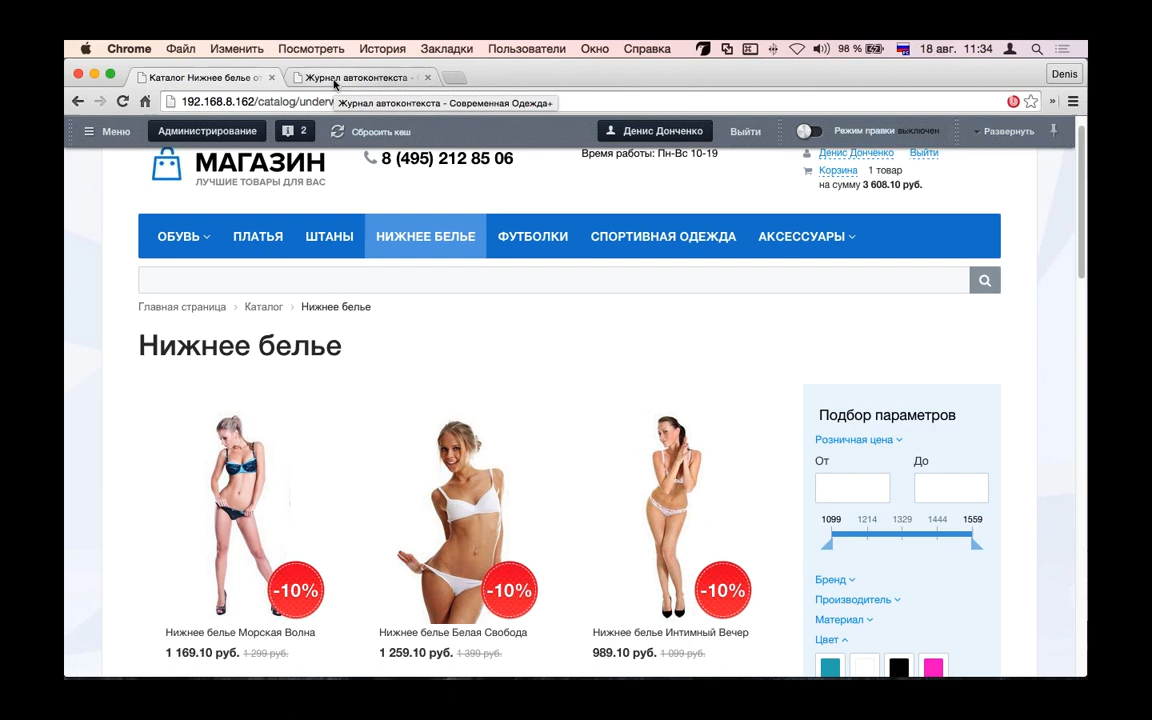 Chrome Файл Изменить Посмотреть История Закладки Пользователи Окно Справка 98 % 18 авг. 11:34
Каталог Нижнее белье от Журнал автоконтекста - Denis
192.168.8.162/catalog/underw
Журнал автоконтекста - Современная Одежда+
Меню Администрирование 2 Сбросить кеш Денис Донченко Выйти Режим правки выключен Развернуть
МАГАЗИН
ЛУЧШИЕ ТОВАРЫ ДЛЯ ВАС
8 (495) 212 85 06
Время работы: Пн-Вс 10-19
Денис Донченко Выйти
Корзина 1 товар
на сумму 3 608.10 руб.
ОБУВЬ ПЛАТЬЯ ШТАНЫ НИЖНЕЕ БЕЛЬЕ ФУТБОЛКИ СПОРТИВНАЯ ОДЕЖДА АКСЕССУАРЫ
Главная страница Каталог Нижнее белье
Нижнее белье
-10% -10% -10%
Нижнее белье Морская Волна
1 169.10 руб. 1 299 руб.
Нижнее белье Белая Свобода
1 259.10 руб. 1 399 руб.
Нижнее белье Интимный Вечер
989.10 руб. 1 099 руб.
Подбор параметров
Розничная цена
От До
1099 1214 1329 1444 1559
Бренд
Производитель
Материал
Цвет